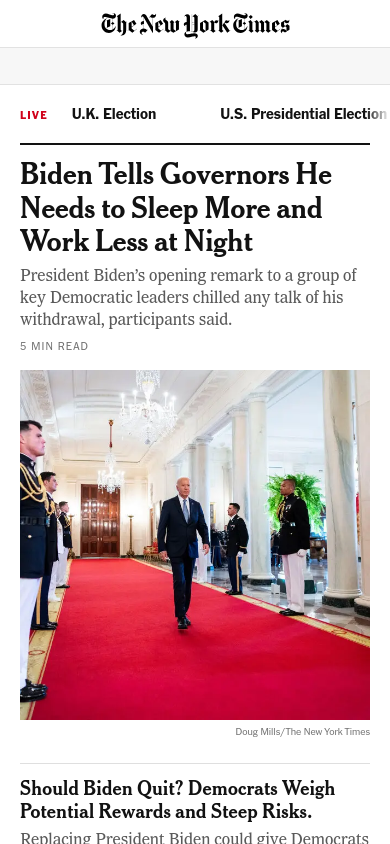 The New York Times
LIVE U.K. Election U.S. Presidential Election
Biden Tells Governors He
Needs to Sleep More and
Work Less at Night
President Biden’s opening remark to a group of
key Democratic leaders chilled any talk of his
withdrawal, participants said.
5 MIN READ
Doug Mills/The New York Times
Should Biden Quit? Democrats Weigh
Potential Rewards and Steep Risks.
Replacing President Biden could give Democrats